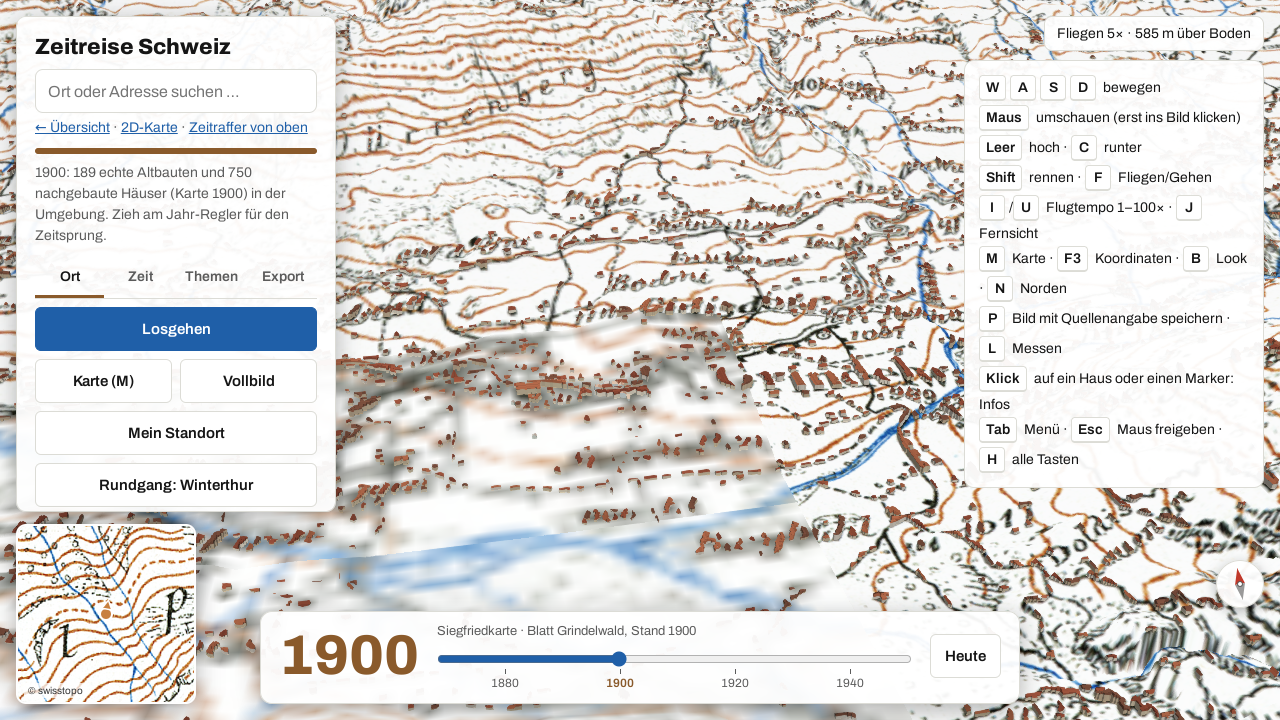 Zeitreise Schweiz
Ort oder Adresse suchen ...
← Übersicht · 2D-Karte · Zeitraffer von oben
1900: 189 echte Altbauten und 750
nachgebaute Häuser (Karte 1900) in der
Umgebung. Zieh am Jahr-Regler für den
Zeitsprung.
Ort Zeit Themen Export
Losgehen
Karte (M) Vollbild
Mein Standort
Rundgang: Winterthur
© swisstopo
Fliegen 5× · 585 m über Boden
W A S D bewegen
Maus umschauen (erst ins Bild klicken)
Leer hoch · C runter
Shift rennen · F Fliegen/Gehen
I / U Flugtempo 1–100× · J
Fernsicht
M Karte · F3 Koordinaten · B Look
· N Norden
P Bild mit Quellenangabe speichern ·
L Messen
Klick auf ein Haus oder einen Marker:
Infos
Tab Menü · Esc Maus freigeben ·
H alle Tasten
1900
Siegfriedkarte · Blatt Grindelwald, Stand 1900
1880 1900 1920 1940
Heute